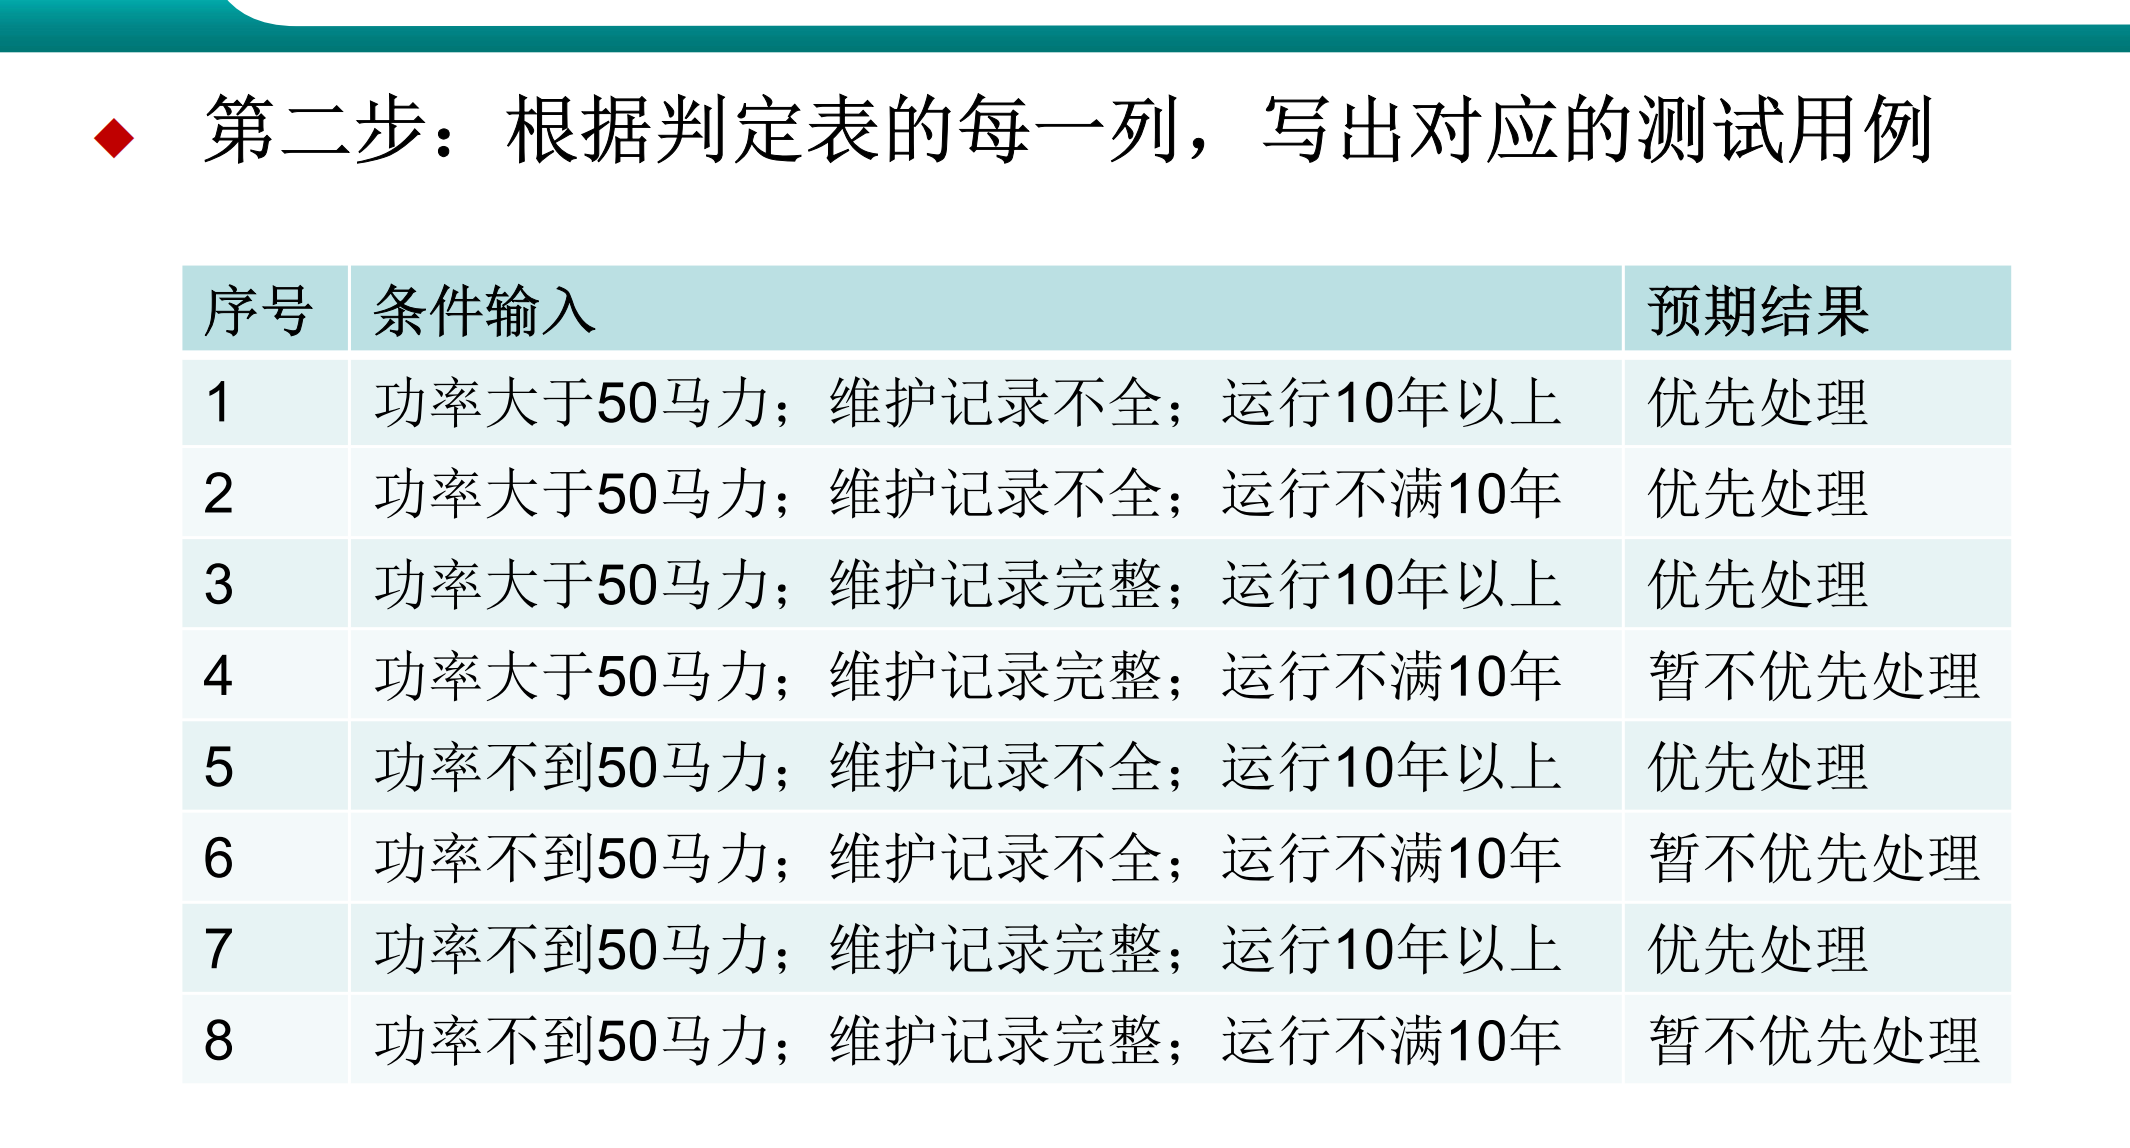 第二步：根据判定表的每一列，写出对应的测试用例
序号 条件输入 预期结果
1 功率大于50马力；维护记录不全；运行10年以上 优先处理
2 功率大于50马力；维护记录不全；运行不满10年 优先处理
3 功率大于50马力；维护记录完整；运行10年以上 优先处理
4 功率大于50马力；维护记录完整；运行不满10年 暂不优先处理
5 功率不到50马力；维护记录不全；运行10年以上 优先处理
6 功率不到50马力；维护记录不全；运行不满10年 暂不优先处理
7 功率不到50马力；维护记录完整；运行10年以上 优先处理
8 功率不到50马力；维护记录完整；运行不满10年 暂不优先处理